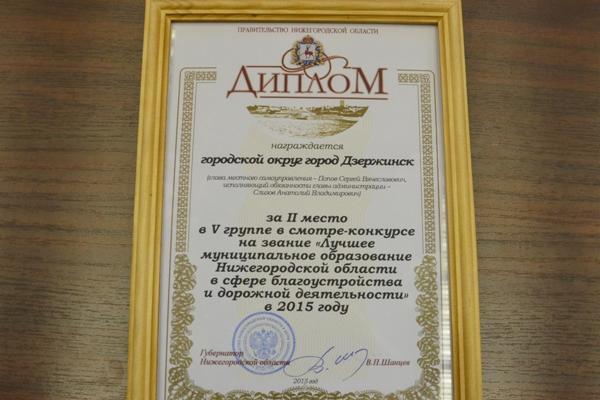 ПРАВИТЕЛЬСТВО НИЖЕГОРОДСКОЙ ОБЛАСТИ
ДИПЛОМ
награждается
городской округ город Дзержинск
(глава местного самоуправления – Попов Сергей Вячеславович,
исполняющий обязанности главы администрации –
Слизов Анатолий Владимирович)
за II место
в V группе в смотре-конкурсе
на звание «Лучшее
муниципальное образование
Нижегородской области
в сфере благоустройства
и дорожной деятельности»
в 2015 году
Губернатор
Нижегородской области
В.П.Шанцев
2015 год